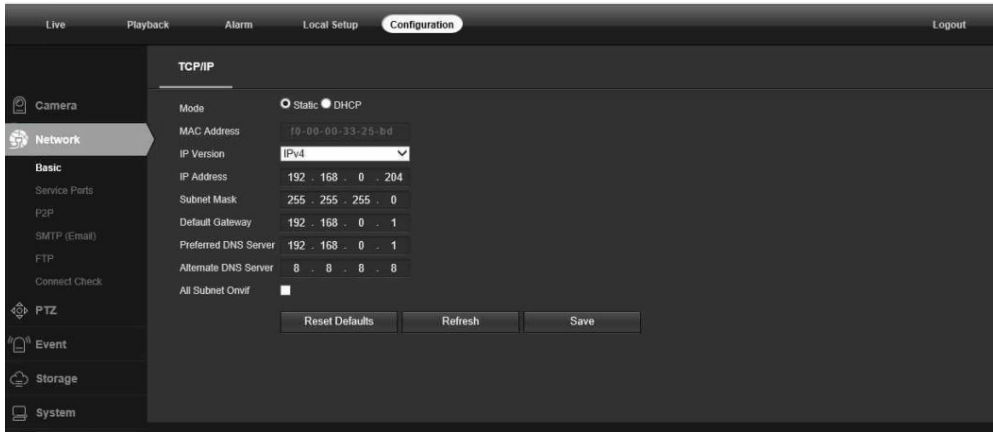 Live Playback Alarm Local Setup Configuration Logout
TCP/IP
Camera
Network
Basic
Service Ports
P2P
SMTP (Email)
FTP
Connect Check
PTZ
Event
Storage
System
Mode Static DHCP
MAC Address f0-00-00-33-25-bd
IP Version IPv4
IP Address 192 . 168 . 0 . 204
Subnet Mask 255 . 255 . 255 . 0
Default Gateway 192 . 168 . 0 . 1
Preferred DNS Server 192 . 168 . 0 . 1
Alternate DNS Server 8 . 8 . 8 . 8
All Subnet Onvif
Reset Defaults Refresh Save